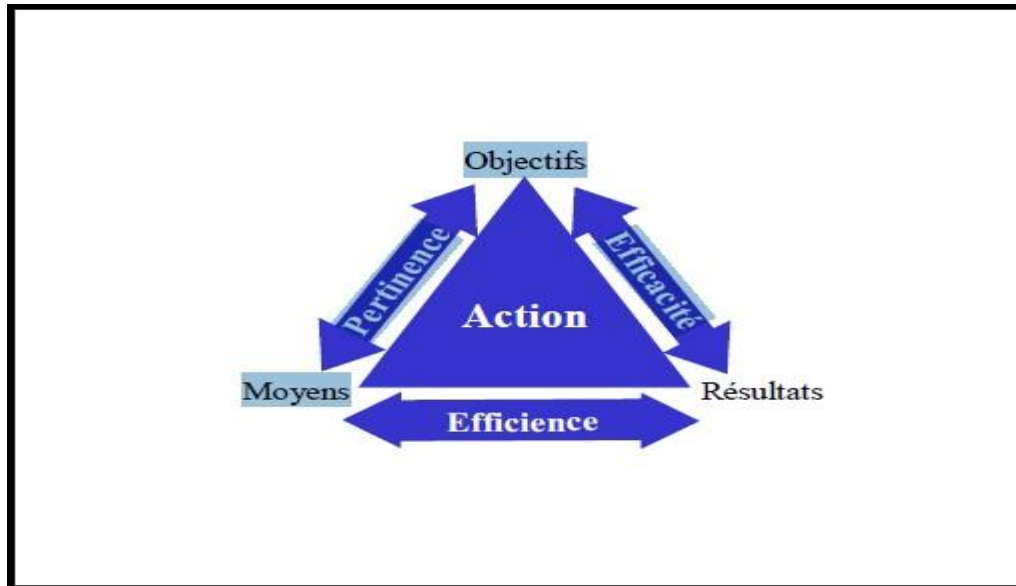 Objectifs
Pertinence
Efficacité
Action
Moyens
Résultats
Efficience